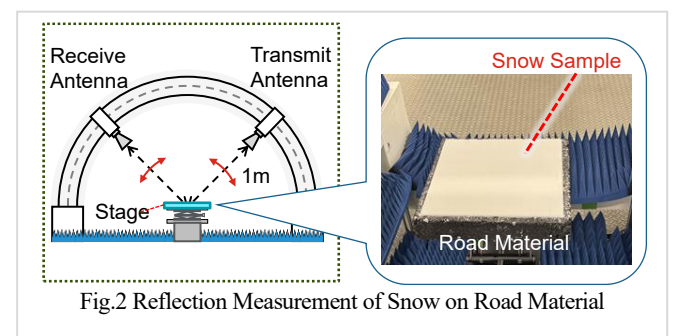 Receive
Antenna
Transmit
Antenna
1m
Stage
Snow Sample
Road Material
Fig.2 Reflection Measurement of Snow on Road Material